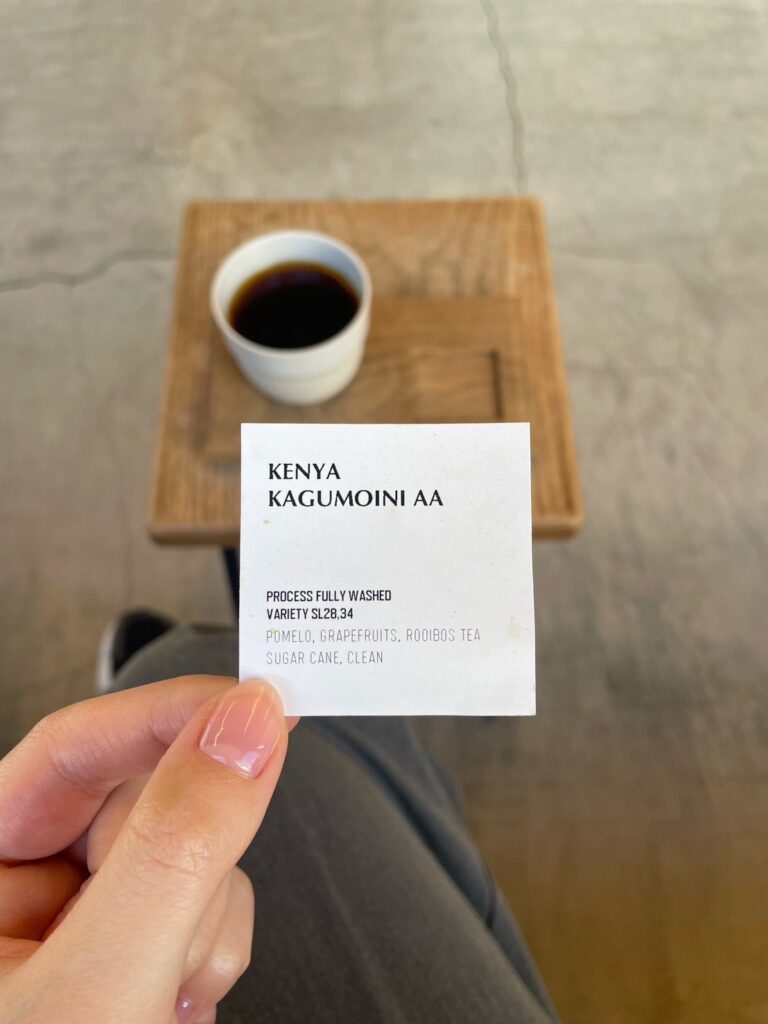 KENYA
KAGUMOINI AA
PROCESS FULLY WASHED
VARIETY SL28,34
POMELO, GRAPEFRUITS, ROOIBOS TEA
SUGAR CANE, CLEAN